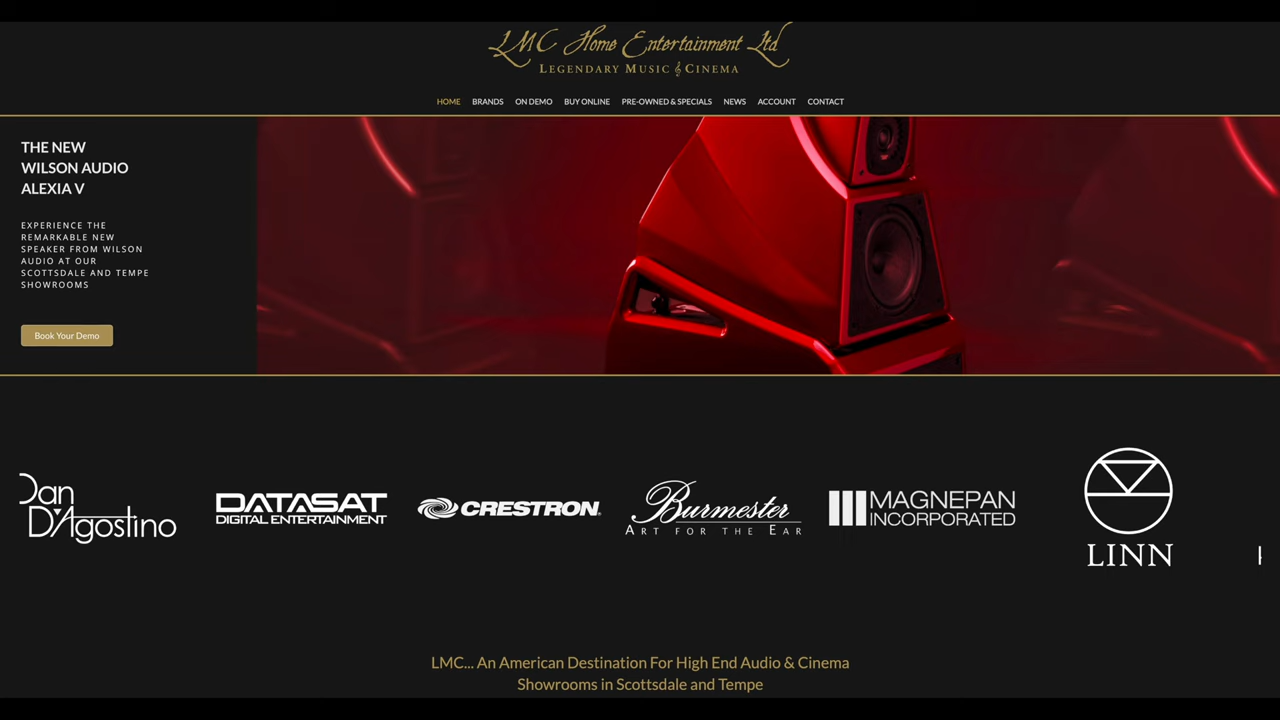 LMC Home Entertainment Ltd
LEGENDARY MUSIC & CINEMA
HOME BRANDS ON DEMO BUY ONLINE PRE-OWNED & SPECIALS NEWS ACCOUNT CONTACT
THE NEW
WILSON AUDIO
ALEXIA V
EXPERIENCE THE
REMARKABLE NEW
SPEAKER FROM WILSON
AUDIO AT OUR
SCOTTSDALE AND TEMPE
SHOWROOMS
Book Your Demo
Dan
D'Agostino
DATASAT
DIGITAL ENTERTAINMENT
CRESTRON®
Burmester
ART FOR THE EAR
MAGNEPAN
INCORPORATED
LINN
LMC... An American Destination For High End Audio & Cinema
Showrooms in Scottsdale and Tempe